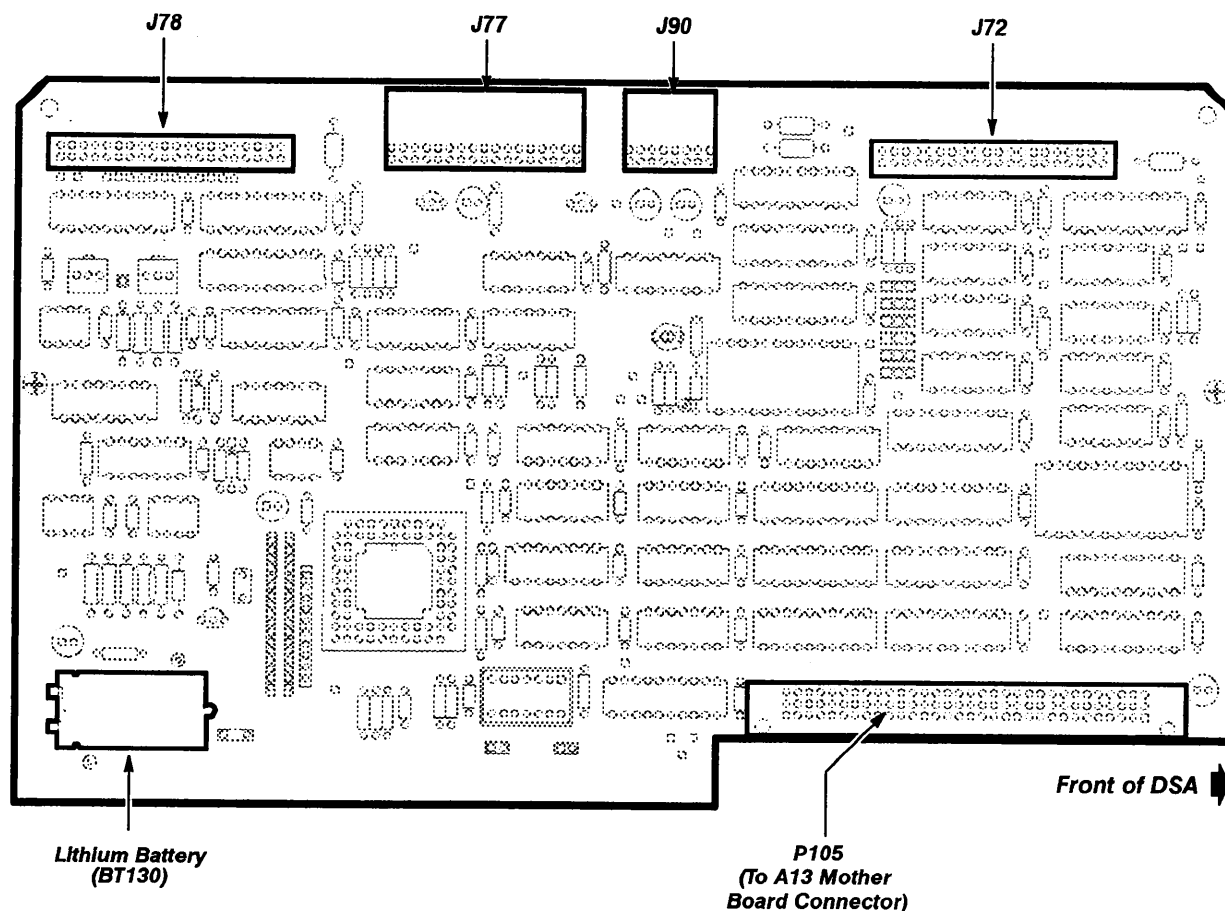 J78
J77
J90
J72
Front of DSA
Lithium Battery
(BT130)
P105
(To A13 Mother
Board Connector)